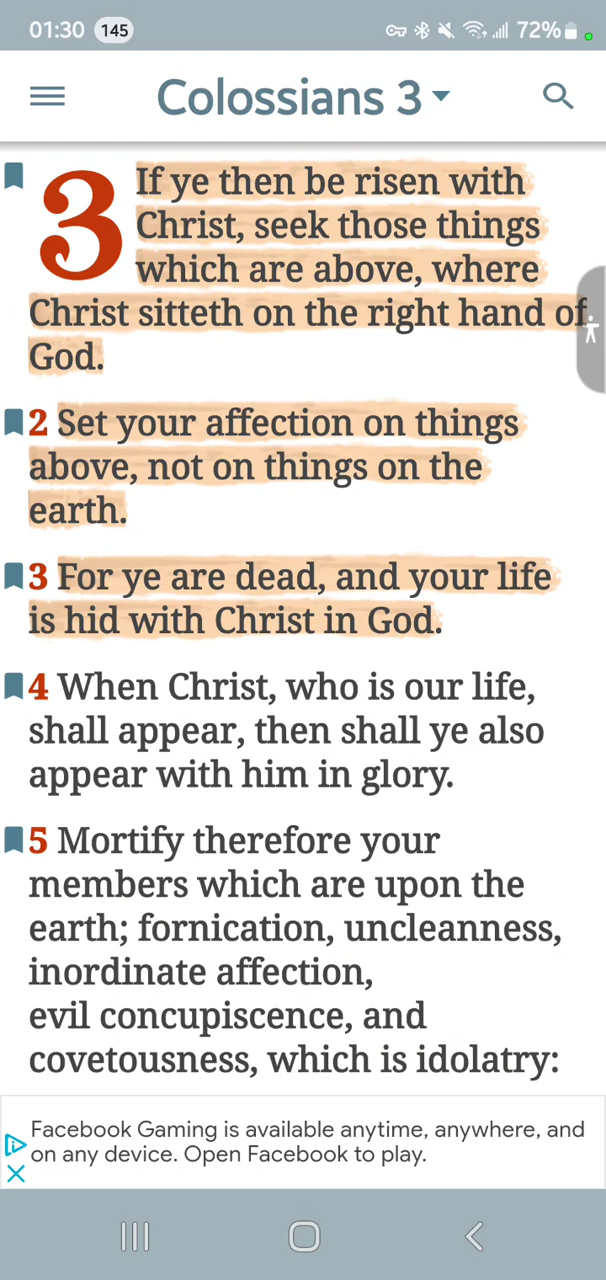 01:30 145 72%
Colossians 3
3 If ye then be risen with
Christ, seek those things
which are above, where
Christ sitteth on the right hand of
God.
2 Set your affection on things
above, not on things on the
earth.
3 For ye are dead, and your life
is hid with Christ in God.
4 When Christ, who is our life,
shall appear, then shall ye also
appear with him in glory.
5 Mortify therefore your
members which are upon the
earth; fornication, uncleanness,
inordinate affection,
evil concupiscence, and
covetousness, which is idolatry:
Facebook Gaming is available anytime, anywhere, and
on any device. Open Facebook to play.